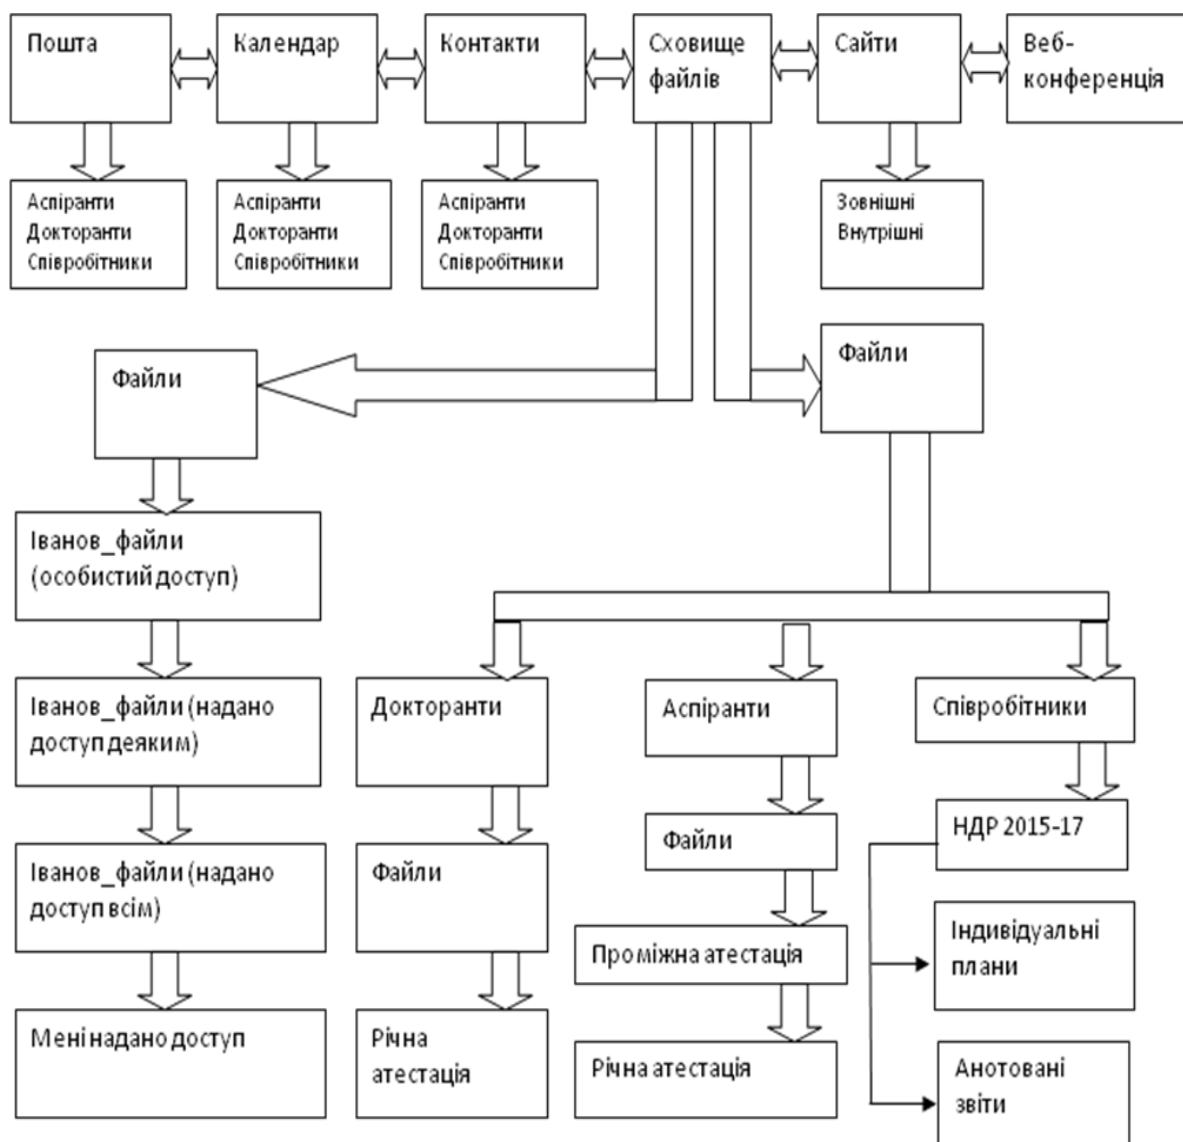 Пошта
Календар
Контакти
Сховище
файлів
Сайти
Веб-
конференція
Аспіранти
Докторанти
Співробітники
Аспіранти
Докторанти
Співробітники
Аспіранти
Докторанти
Співробітники
Зовнішні
Внутрішні
Файли
Файли
Іванов_файли
(особистий доступ)
Іванов_файли (надано
доступ деяким)
Іванов_файли (надано
доступ всім)
Мені надано доступ
Докторанти
Файли
Річна
атестація
Аспіранти
Файли
Проміжна атестація
Річна атестація
Співробітники
НДР 2015-17
Індивідуальні
плани
Анотовані
звіти